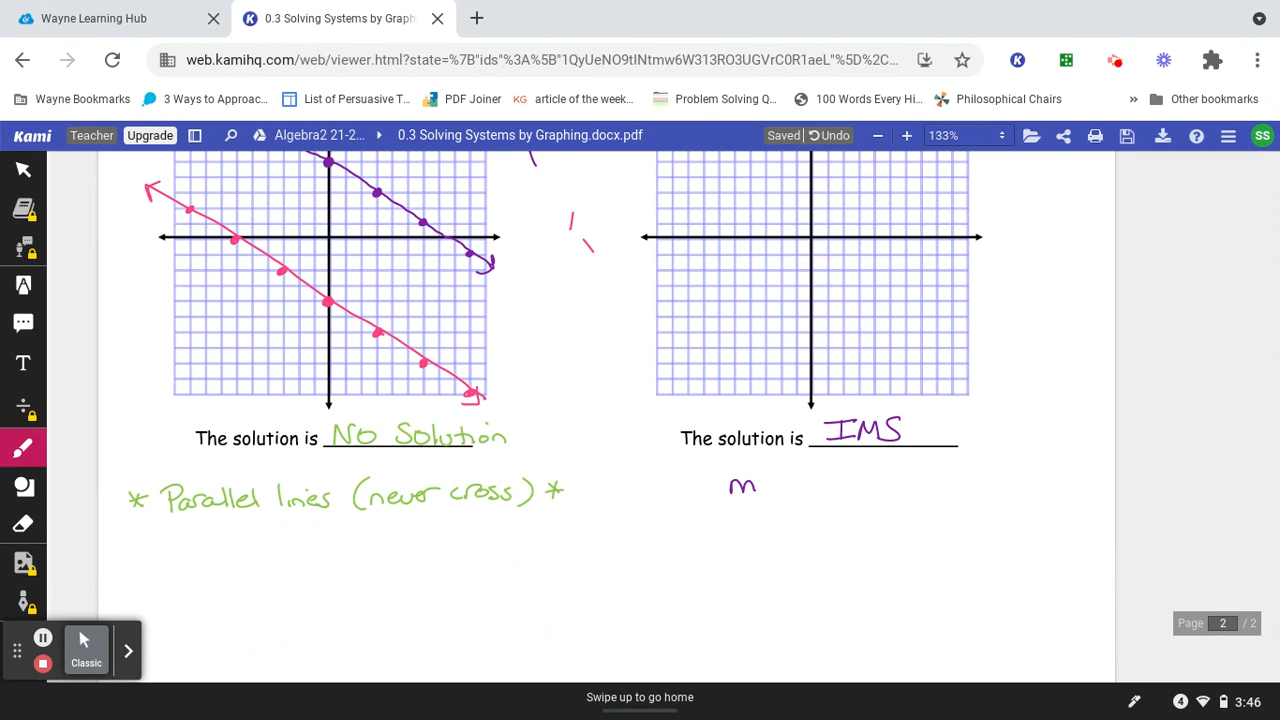 Wayne Learning Hub
0.3 Solving Systems by Graph
web.kamihq.com/web/viewer.html?state=%7B"ids"%3A%5B"1QyUeNO9tINtmw6W313RO3UGVrC0R1aeL"%5D%2C...
Wayne Bookmarks
3 Ways to Approac...
List of Persuasive T...
PDF Joiner
KG article of the week...
Problem Solving Q...
100 Words Every Hi...
Philosophical Chairs
»
Other bookmarks
Kami Teacher Upgrade
Algebra2 21-2... 0.3 Solving Systems by Graphing.docx.pdf
Saved Undo
133%
SS
The solution is No Solution
The solution is IMS
* Parallel lines (never cross) *
m
Page 2 / 2
Classic
Swipe up to go home
4 3:46